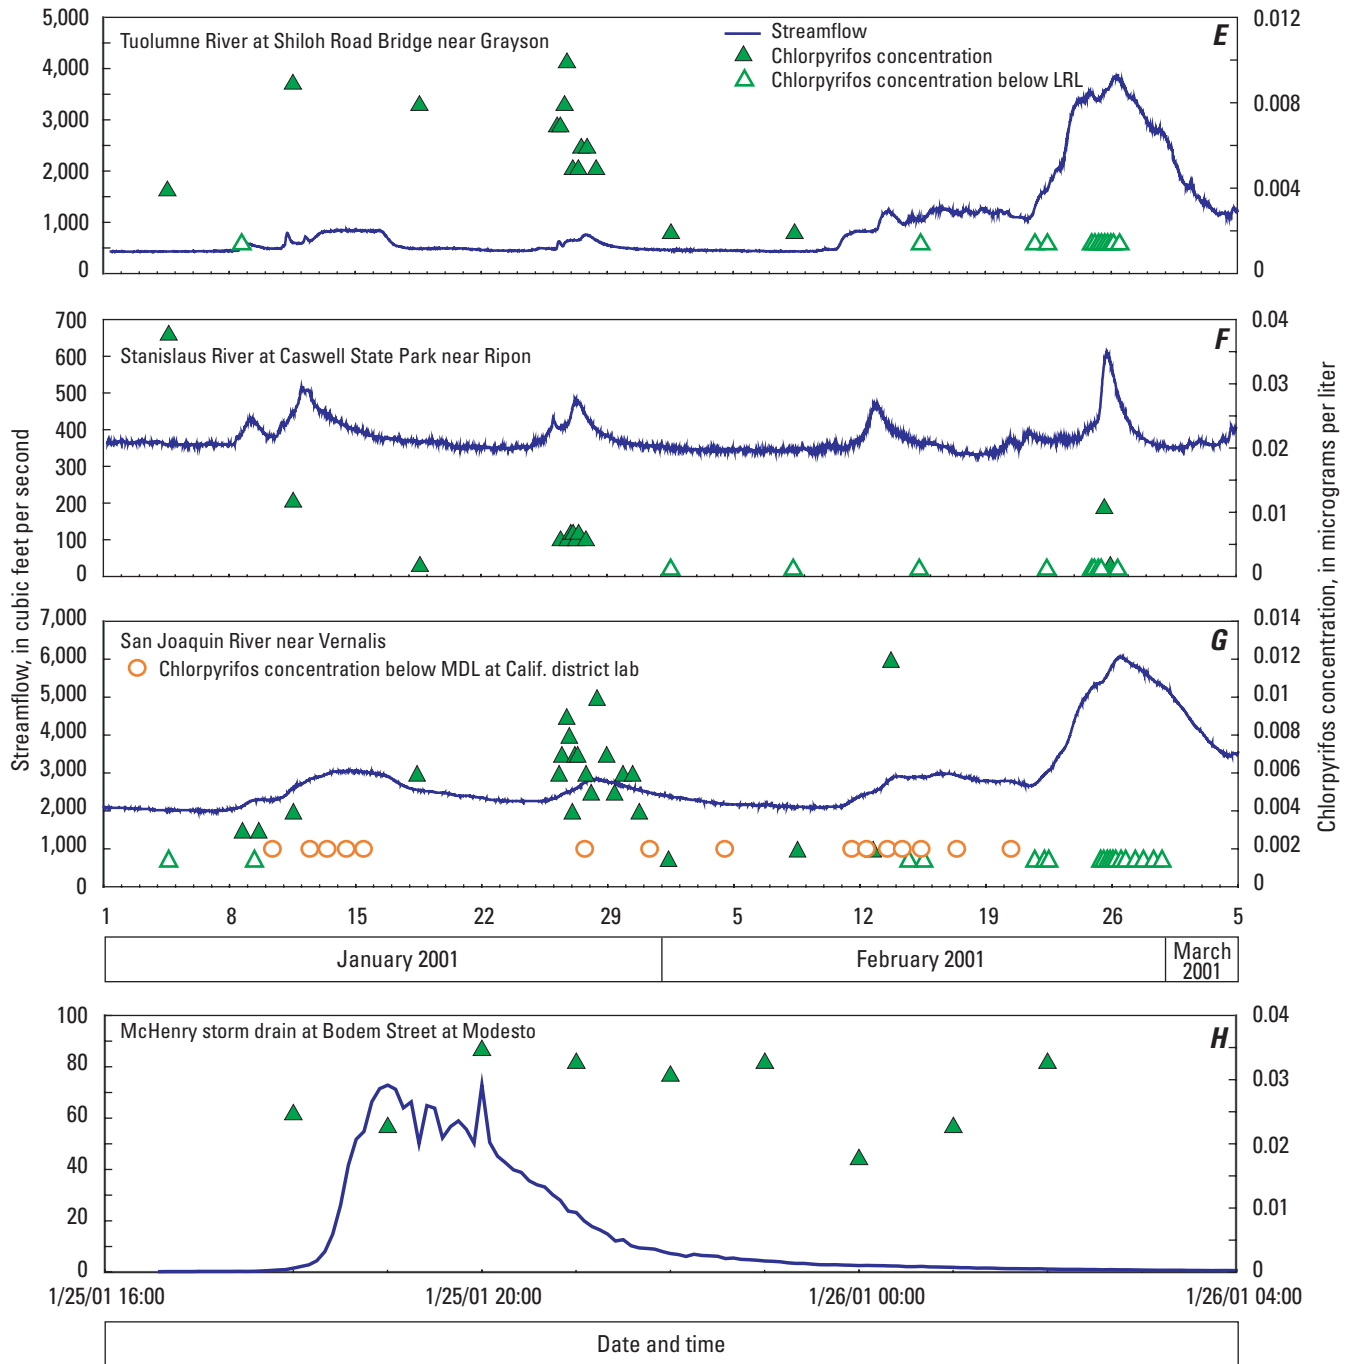 5,000
4,000
3,000
2,000
1,000
0
Tuolumne River at Shiloh Road Bridge near Grayson
Streamflow
Chlorpyrifos concentration
Chlorpyrifos concentration below LRL
E
0.012
0.008
0.004
0
700
600
500
400
300
200
100
0
Stanislaus River at Caswell State Park near Ripon
F
0.04
0.03
0.02
0.01
0
Streamflow, in cubic feet per second
Chlorpyrifos concentration, in micrograms per liter
7,000
6,000
5,000
4,000
3,000
2,000
1,000
0
San Joaquin River near Vernalis
Chlorpyrifos concentration below MDL at Calif. district lab
G
0.014
0.012
0.010
0.008
0.006
0.004
0.002
0
1 8 15 22 29 5 12 19 26 5
January 2001 February 2001 March 2001
100
80
60
40
20
0
McHenry storm drain at Bodem Street at Modesto
H
0.04
0.03
0.02
0.01
0
1/25/01 16:00 1/25/01 20:00 1/26/01 00:00 1/26/01 04:00
Date and time